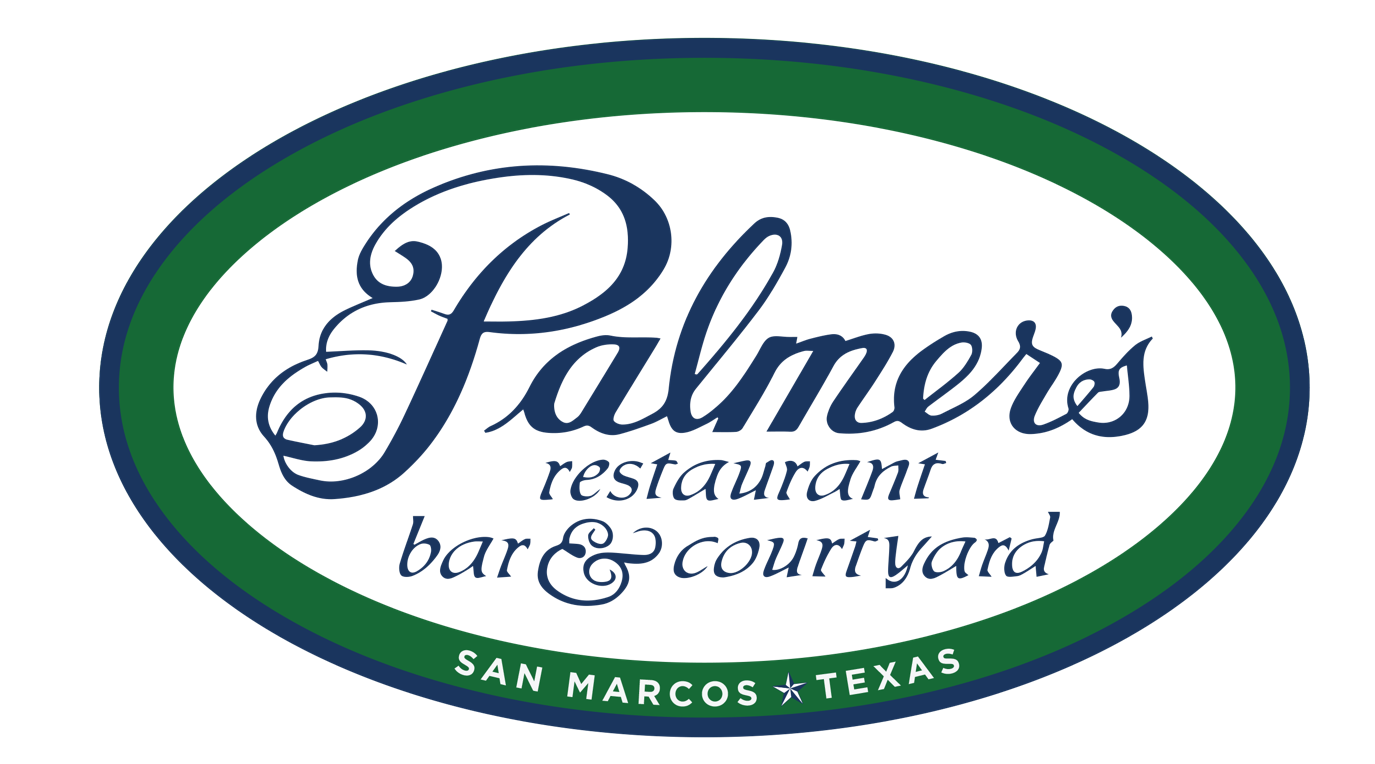 Palmer's
restaurant
bar & courtyard
SAN MARCOS TEXAS